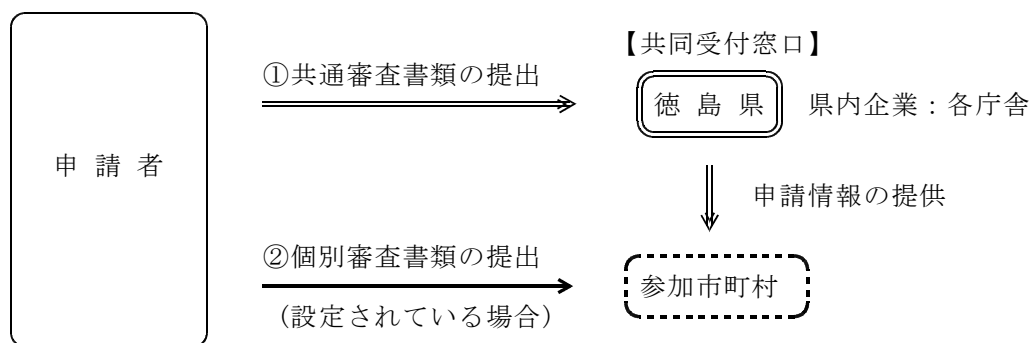 【共同受付窓口】
①共通審査書類の提出
徳 島 県
県内企業：各庁舎
申 請 者
申請情報の提供
②個別審査書類の提出
参加市町村
（設定されている場合）